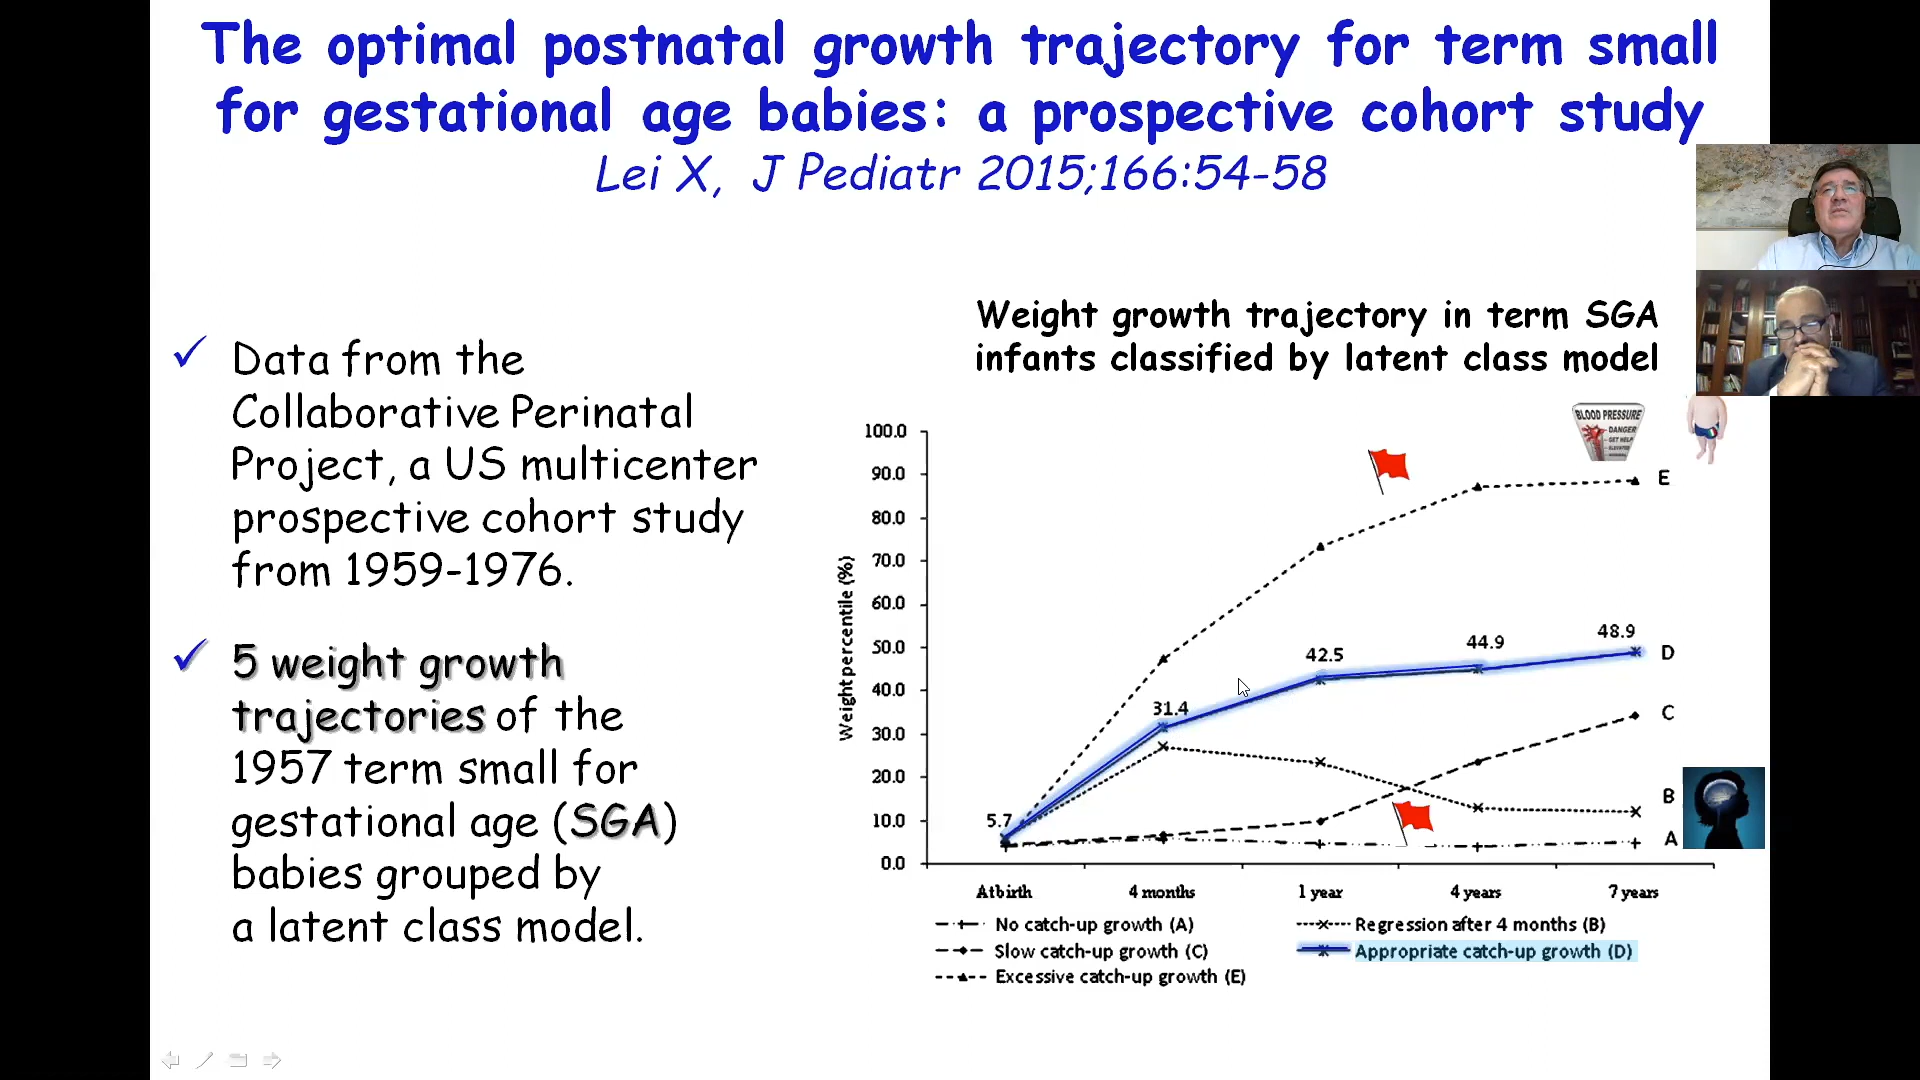 The optimal postnatal growth trajectory for term small
for gestational age babies: a prospective cohort study
Lei X, J Pediatr 2015;166:54-58
✓ Data from the
Collaborative Perinatal
Project, a US multicenter
prospective cohort study
from 1959-1976.
✓ 5 weight growth
trajectories of the
1957 term small for
gestational age (SGA)
babies grouped by
a latent class model.
Weight growth trajectory in term SGA
infants classified by latent class model
BLOOD PRESSURE
DANGER
GET HELP
Weight percentile (%)
100.0
90.0
80.0
70.0
60.0
50.0
40.0
30.0
20.0
10.0
0.0
5.7
31.4
42.5
44.9
48.9
E
D
C
B
A
At birth
4 months
1 year
4 years
7 years
No catch-up growth (A)
Regression after 4 months (B)
Slow catch-up growth (C)
Appropriate catch-up growth (D)
Excessive catch-up growth (E)